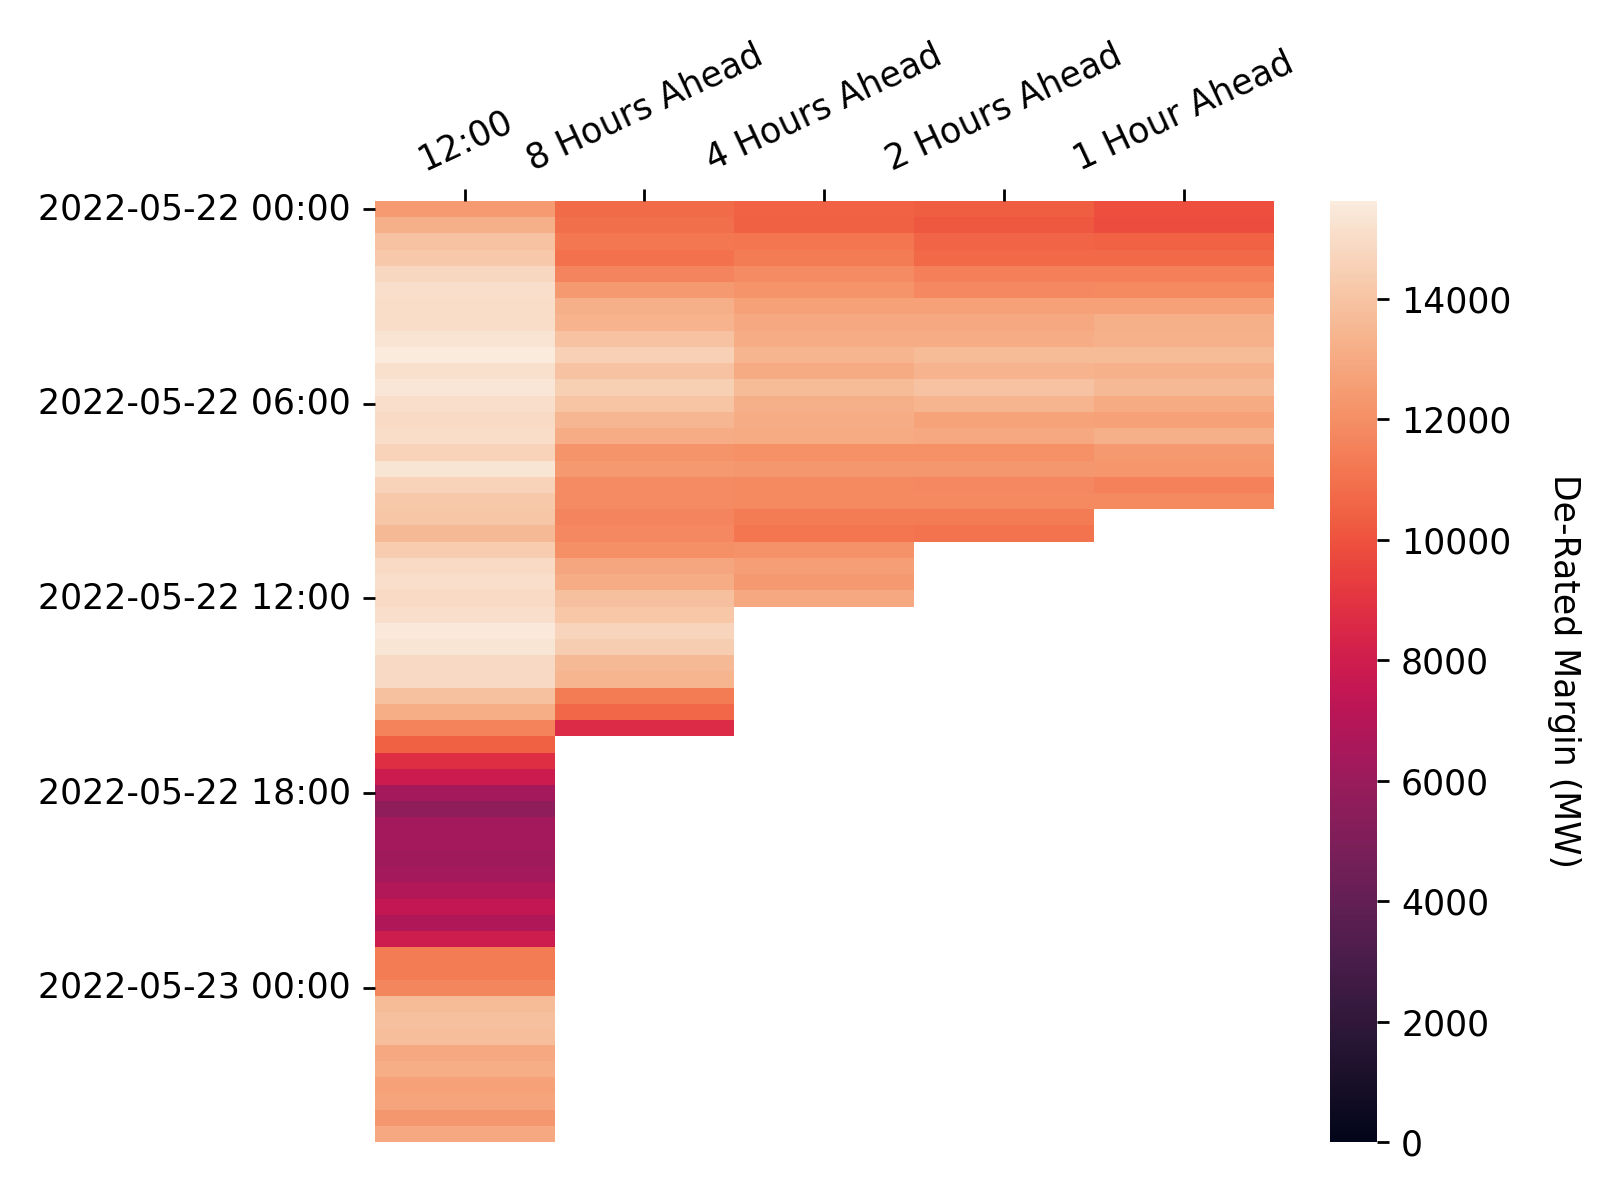 12:00
8 Hours Ahead
4 Hours Ahead
2 Hours Ahead
1 Hour Ahead
2022-05-22 00:00
2022-05-22 06:00
2022-05-22 12:00
2022-05-22 18:00
2022-05-23 00:00
14000
12000
10000
8000
6000
4000
2000
0
De-Rated Margin (MW)